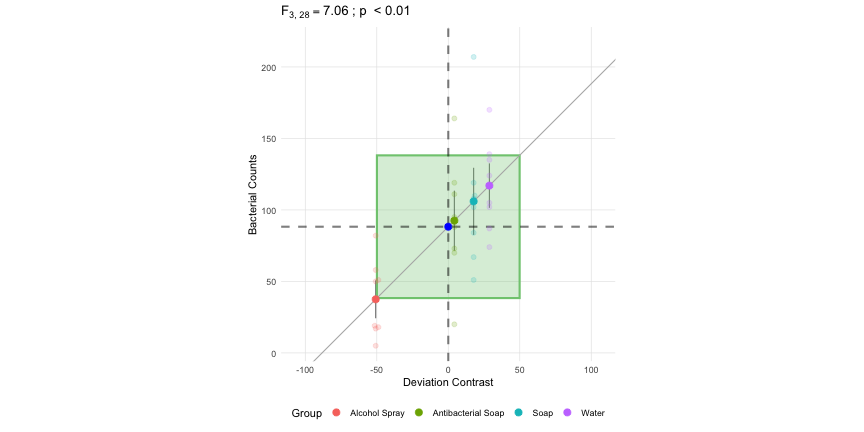 F3, 28 = 7.06 ; p < 0.01
Bacterial Counts
200
150
100
50
0
-100 -50 0 50 100
Deviation Contrast
Group Alcohol Spray Antibacterial Soap Soap Water